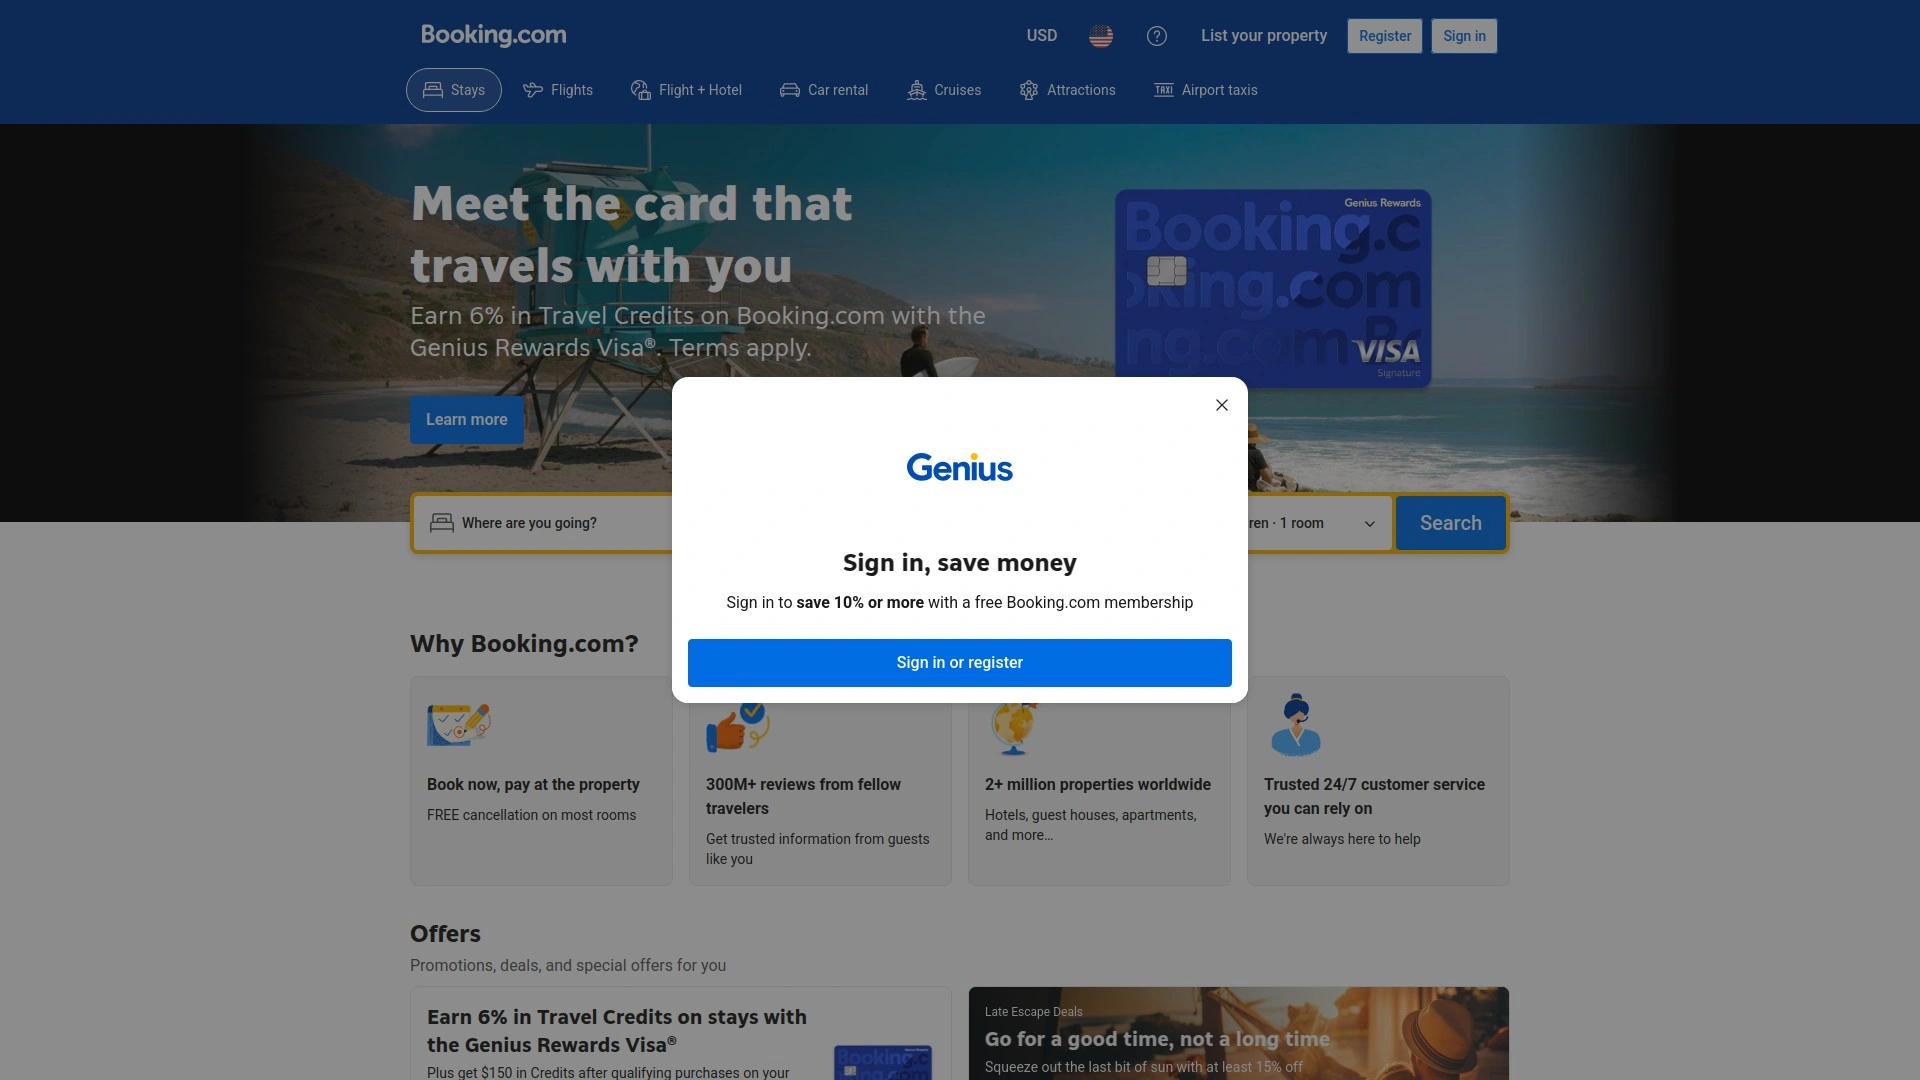 Booking.com
USD
List your property
Register
Sign in
Stays
Flights
Flight + Hotel
Car rental
Cruises
Attractions
TAXI
Airport taxis
Meet the card that
travels with you
Earn 6% in Travel Credits on Booking.com with the
Genius Rewards Visa®. Terms apply.
Learn more
Genius Rewards
Booking.c
oking.com
ng.com Bo
VISA
Signature
Where are you going?
ren · 1 room
Search
Genius
Sign in, save money
Sign in to save 10% or more with a free Booking.com membership
Sign in or register
Why Booking.com?
Book now, pay at the property
FREE cancellation on most rooms
300M+ reviews from fellow
travelers
Get trusted information from guests
like you
2+ million properties worldwide
Hotels, guest houses, apartments,
and more…
Trusted 24/7 customer service
you can rely on
We're always here to help
Offers
Promotions, deals, and special offers for you
Earn 6% in Travel Credits on stays with
the Genius Rewards Visa®
Plus get $150 in Credits after qualifying purchases on your
Booking.c
Late Escape Deals
Go for a good time, not a long time
Squeeze out the last bit of sun with at least 15% off